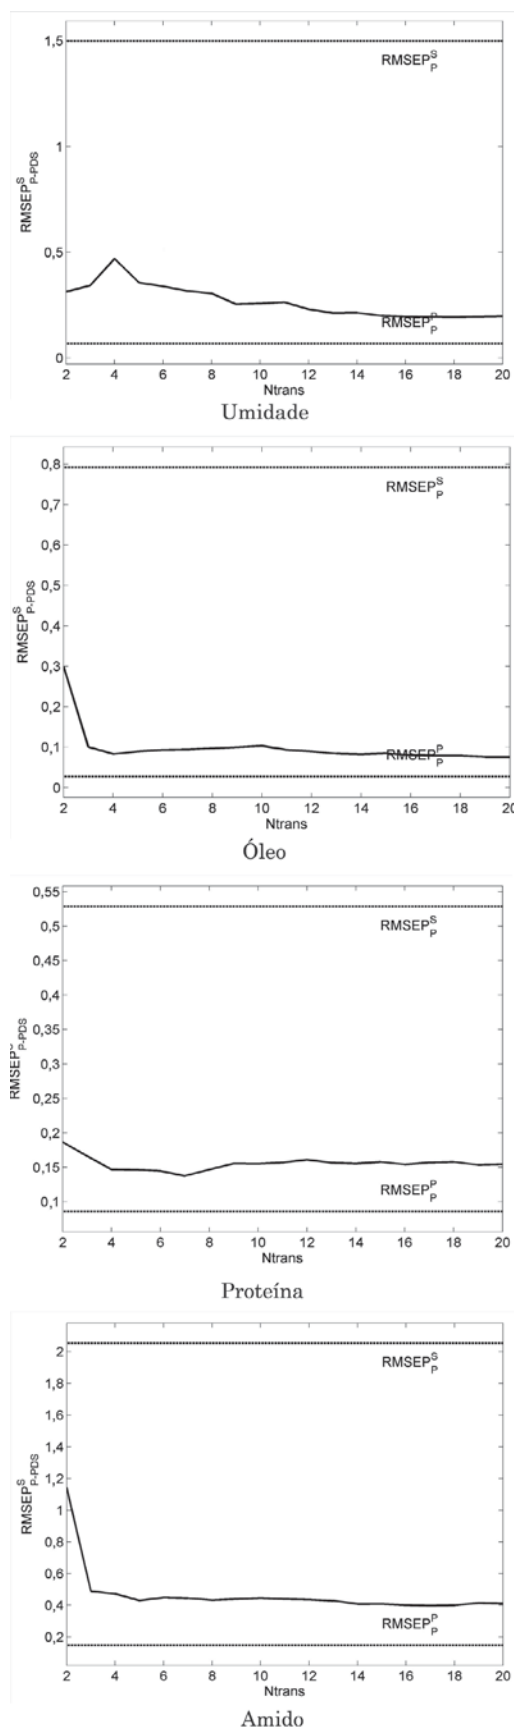 1,5
RMSEP^S_P
1
RMSEP^S_P-PDS
0,5
RMSEP^P_P
0
2 4 6 8 10 12 14 16 18 20
Ntrans
Umidade
0,8
RMSEP^S_P
0,7
0,6
0,5
RMSEP^S_P-PDS
0,4
0,3
0,2
0,1
RMSEP^P_P
0
2 4 6 8 10 12 14 16 18 20
Ntrans
Óleo
0,55
0,5
RMSEP^S_P
0,45
0,4
0,35
RMSEP_P-PDS
0,3
0,25
0,2
0,15
RMSEP^P_P
0,1
2 4 6 8 10 12 14 16 18 20
Ntrans
Proteína
2
RMSEP^S_P
1,8
1,6
1,4
1,2
RMSEP^S_P-PDS
1
0,8
0,6
0,4
RMSEP^P_P
0,2
2 4 6 8 10 12 14 16 18 20
Ntrans
Amido